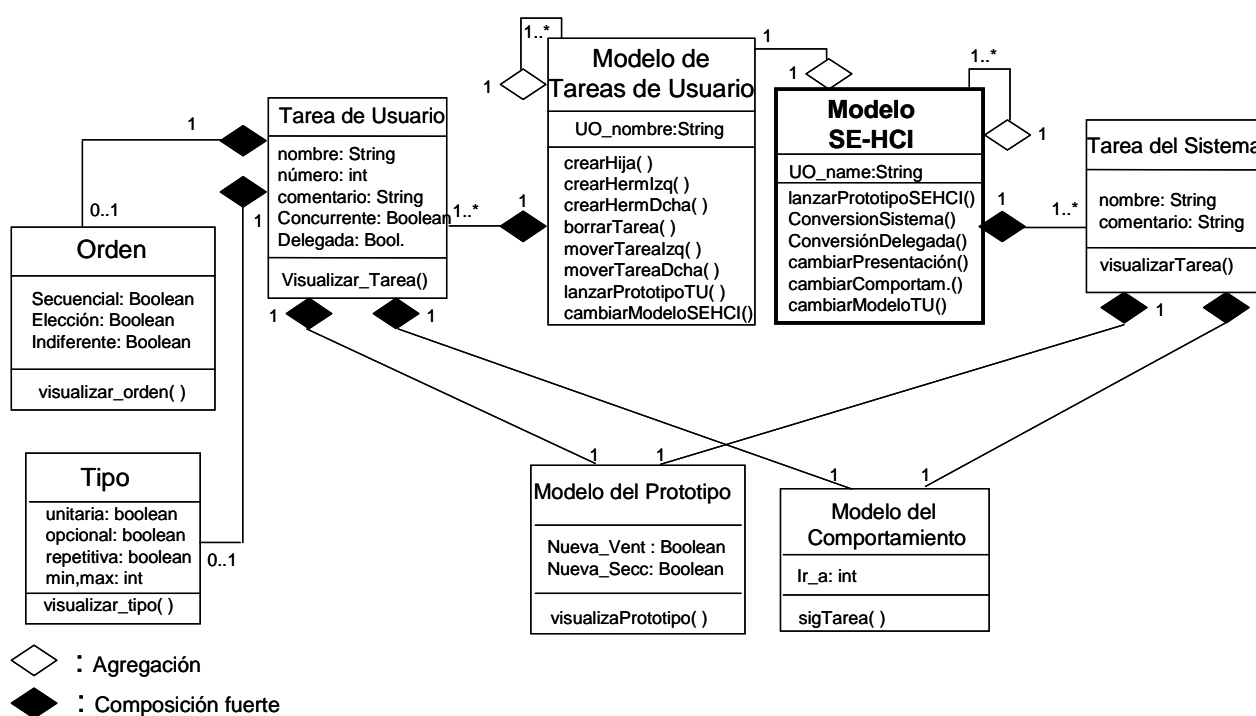 1..*
1
Modelo de
Tareas de Usuario
UO_nombre:String
crearHija( )
crearHermIzq( )
crearHermDcha( )
borrarTarea( )
moverTareaIzq( )
moverTareaDcha( )
lanzarPrototipoTU( )
cambiarModeloSEHCI()
1
1
1..*
1
Modelo
SE-HCI
UO_name:String
lanzarPrototipoSEHCI()
ConversionSistema()
ConversiónDelegada()
cambiarPresentación()
cambiarComportam.()
cambiarModeloTU()
1
1..*
Tarea del Sistema
nombre: String
comentario: String
visualizarTarea()
1
1
Tarea de Usuario
nombre: String
número: int
comentario: String
Concurrente: Boolean
Delegada: Bool.
Visualizar_Tarea()
1..*
1
1
1
1
1
0..1
Orden
Secuencial: Boolean
Elección: Boolean
Indiferente: Boolean
visualizar_orden( )
Tipo
unitaria: boolean
opcional: boolean
repetitiva: boolean
min,max: int
visualizar_tipo( )
0..1
1
1
Modelo del Prototipo
Nueva_Vent : Boolean
Nueva_Secc: Boolean
visualizaPrototipo( )
1
1
Modelo del
Comportamiento
Ir_a: int
sigTarea( )
: Agregación
: Composición fuerte